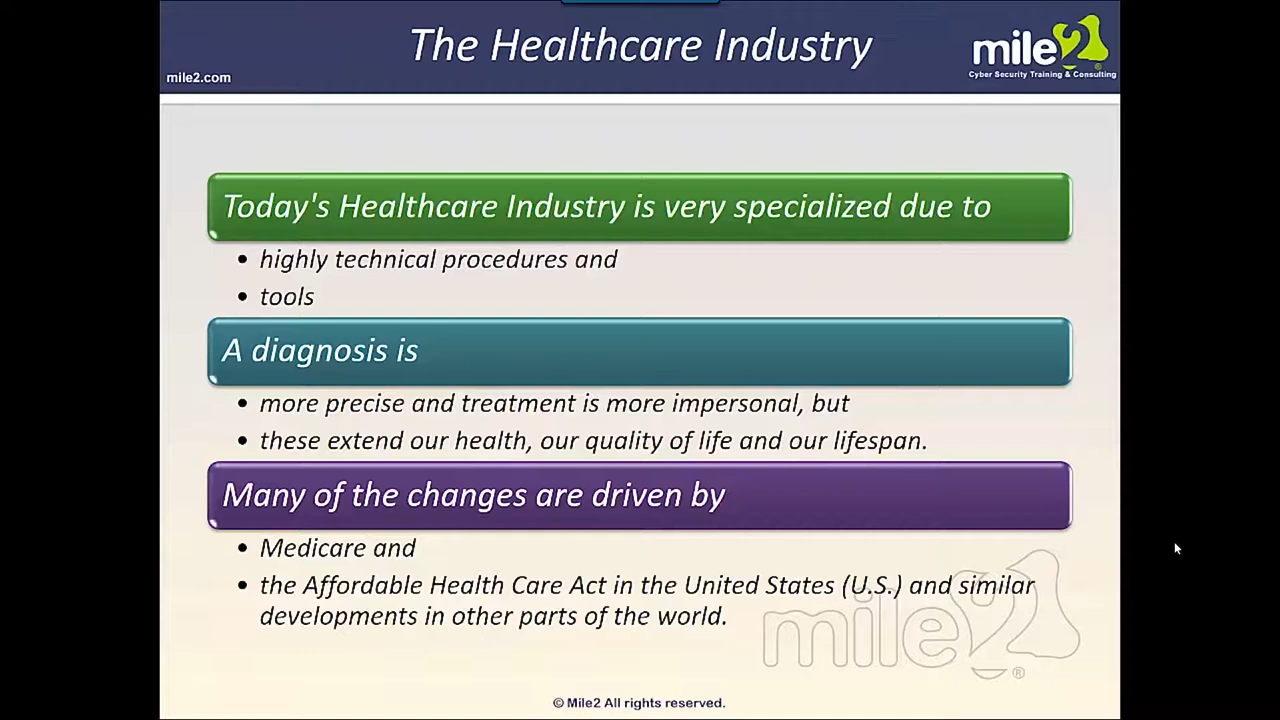 The Healthcare Industry
mile2
®
Cyber Security Training & Consulting
mile2.com
Today's Healthcare Industry is very specialized due to
• highly technical procedures and
• tools
A diagnosis is
• more precise and treatment is more impersonal, but
• these extend our health, our quality of life and our lifespan.
Many of the changes are driven by
• Medicare and
• the Affordable Health Care Act in the United States (U.S.) and similar
developments in other parts of the world.
mile2
®
© Mile2 All rights reserved.